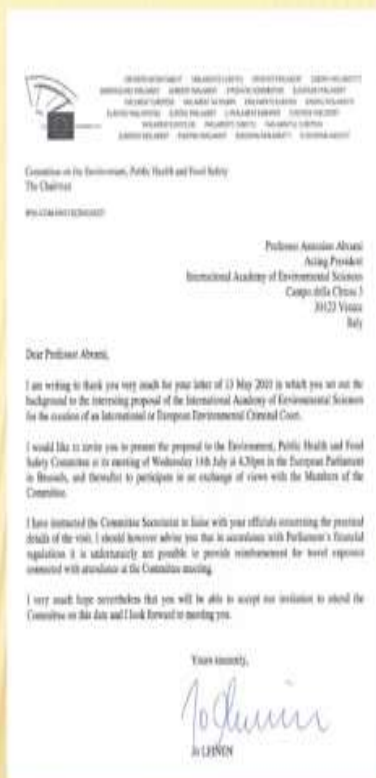 Committee on the Environment, Public Health and Food Safety
The Chairman
Professor Antonino Abrami
Acting President
International Academy of Environmental Sciences
Campo della Chiesa 3
30123 Venice
Italy
Dear Professor Abrami,
I am writing to thank you very much for your letter of 13 May 2010 in which you set out the
background to the interesting proposal of the International Academy of Environmental Sciences
for the creation of an International or European Environmental Criminal Court.
I would like to invite you to present the proposal to the Environment, Public Health and Food
Safety Committee at its meeting of Wednesday 14th July at 4.30pm in the European Parliament
in Brussels, and thereafter to participate in an exchange of views with the Members of the
Committee.
I have instructed the Committee Secretariat to liaise with your officials concerning the practical
details of the visit. I should however advise you that in accordance with Parliament's financial
regulations it is unfortunately not possible to provide reimbursement for travel expenses
connected with attendance at the Committee meeting.
I very much hope nevertheless that you will be able to accept our invitation to attend the
Committee on this date and I look forward to meeting you.
Yours sincerely,
Jo LEINEN